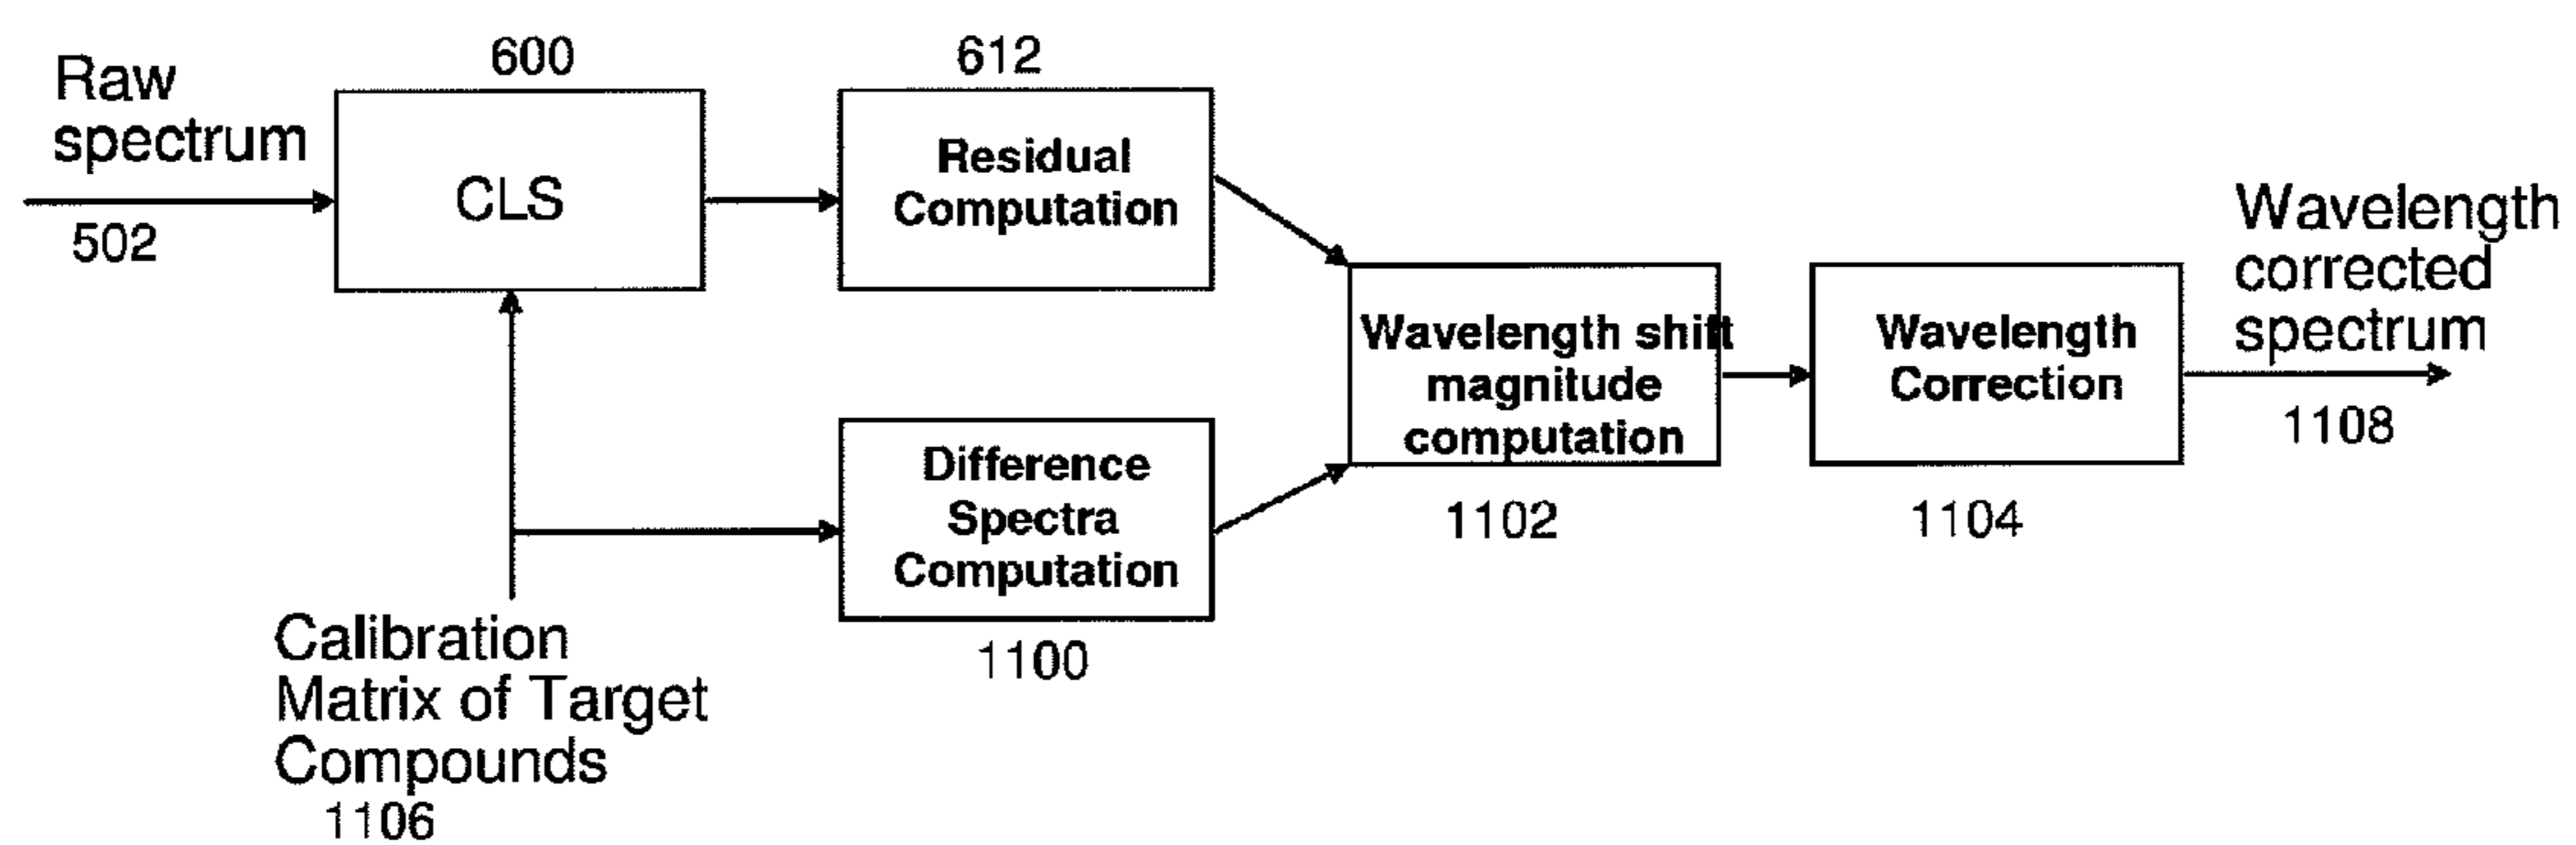 Raw
spectrum
502
600
CLS
612
Residual
Computation
Difference
Spectra
Computation
1100
Calibration
Matrix of Target
Compounds
1106
Wavelength shift
magnitude
computation
1102
Wavelength
Correction
1104
Wavelength
corrected
spectrum
1108